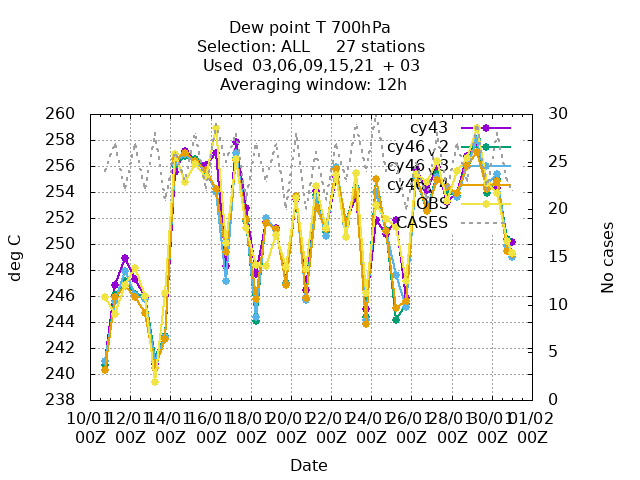 Dew point T 700hPa
Selection: ALL 27 stations
Used 03,06,09,15,21 + 03
Averaging window: 12h
260 30
258
256 25
254
252 20
250
248 15
246
244 10
242
240 5
238 0
deg C
No cases
cy43
cy46_v2
cy46_v3
OBS
CASES
10/01 12/01 14/01 16/01 18/01 20/01 22/01 24/01 26/01 28/01 30/01 01/02
00Z 00Z 00Z 00Z 00Z 00Z 00Z 00Z 00Z 00Z 00Z 00Z
Date